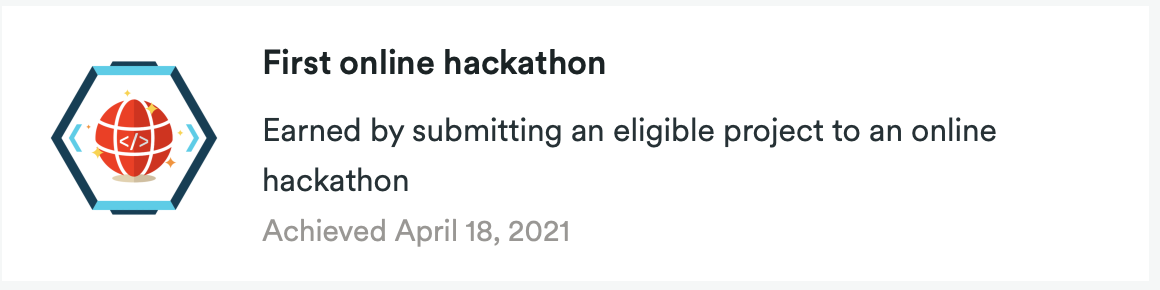 First online hackathon
</>
Earned by submitting an eligible project to an online
hackathon
Achieved April 18, 2021